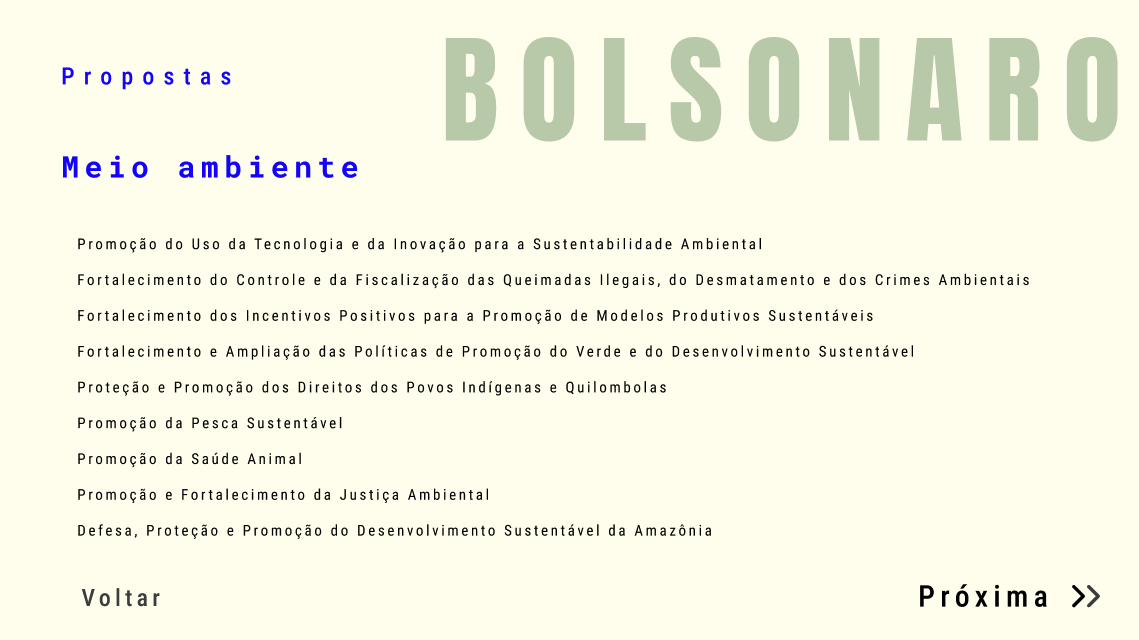 BOLSONARO
Propostas
Meio ambiente
Promoção do Uso da Tecnologia e da Inovação para a Sustentabilidade Ambiental
Fortalecimento do Controle e da Fiscalização das Queimadas Ilegais, do Desmatamento e dos Crimes Ambientais
Fortalecimento dos Incentivos Positivos para a Promoção de Modelos Produtivos Sustentáveis
Fortalecimento e Ampliação das Políticas de Promoção do Verde e do Desenvolvimento Sustentável
Proteção e Promoção dos Direitos dos Povos Indígenas e Quilombolas
Promoção da Pesca Sustentável
Promoção da Saúde Animal
Promoção e Fortalecimento da Justiça Ambiental
Defesa, Proteção e Promoção do Desenvolvimento Sustentável da Amazônia
Voltar
Próxima